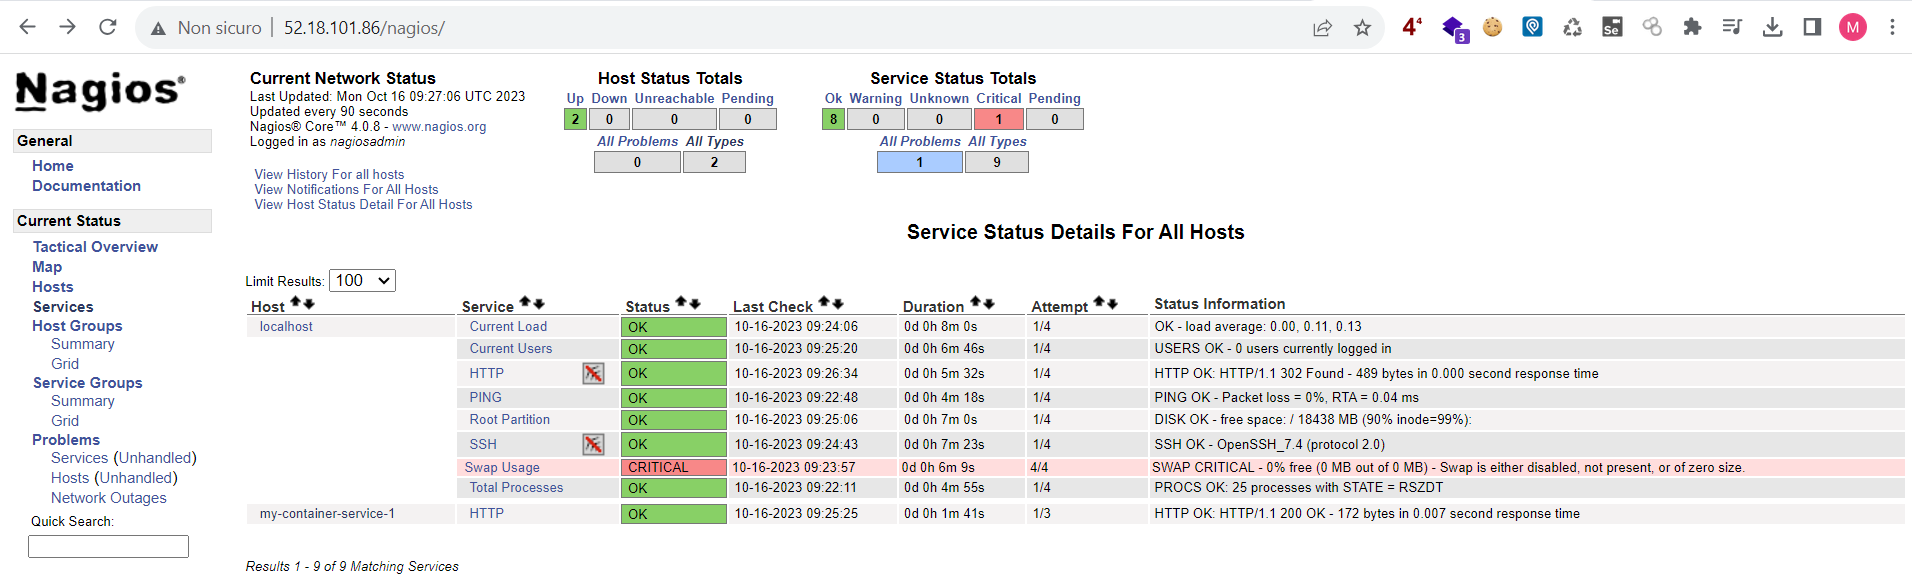 Non sicuro | 52.18.101.86/nagios/
4 4
3
Se
M
Nagios®
General
Home
Documentation
Current Status
Tactical Overview
Map
Hosts
Services
Host Groups
Summary
Grid
Service Groups
Summary
Grid
Problems
Services (Unhandled)
Hosts (Unhandled)
Network Outages
Quick Search:
Current Network Status
Last Updated: Mon Oct 16 09:27:06 UTC 2023
Updated every 90 seconds
Nagios® Core™ 4.0.8 - www.nagios.org
Logged in as nagiosadmin
View History For all hosts
View Notifications For All Hosts
View Host Status Detail For All Hosts
Host Status Totals
Up Down Unreachable Pending
2 0 0 0
All Problems All Types
0 2
Service Status Totals
Ok Warning Unknown Critical Pending
8 0 0 1 0
All Problems All Types
1 9
Service Status Details For All Hosts
Limit Results: 100
Host Service Status Last Check Duration Attempt Status Information
localhost Current Load OK 10-16-2023 09:24:06 0d 0h 8m 0s 1/4 OK - load average: 0.00, 0.11, 0.13
Current Users OK 10-16-2023 09:25:20 0d 0h 6m 46s 1/4 USERS OK - 0 users currently logged in
HTTP OK 10-16-2023 09:26:34 0d 0h 5m 32s 1/4 HTTP OK: HTTP/1.1 302 Found - 489 bytes in 0.000 second response time
PING OK 10-16-2023 09:22:48 0d 0h 4m 18s 1/4 PING OK - Packet loss = 0%, RTA = 0.04 ms
Root Partition OK 10-16-2023 09:25:06 0d 0h 7m 0s 1/4 DISK OK - free space: / 18438 MB (90% inode=99%):
SSH OK 10-16-2023 09:24:43 0d 0h 7m 23s 1/4 SSH OK - OpenSSH_7.4 (protocol 2.0)
Swap Usage CRITICAL 10-16-2023 09:23:57 0d 0h 6m 9s 4/4 SWAP CRITICAL - 0% free (0 MB out of 0 MB) - Swap is either disabled, not present, or of zero size.
Total Processes OK 10-16-2023 09:22:11 0d 0h 4m 55s 1/4 PROCS OK: 25 processes with STATE = RSZDT
my-container-service-1 HTTP OK 10-16-2023 09:25:25 0d 0h 1m 41s 1/3 HTTP OK: HTTP/1.1 200 OK - 172 bytes in 0.007 second response time
Results 1 - 9 of 9 Matching Services